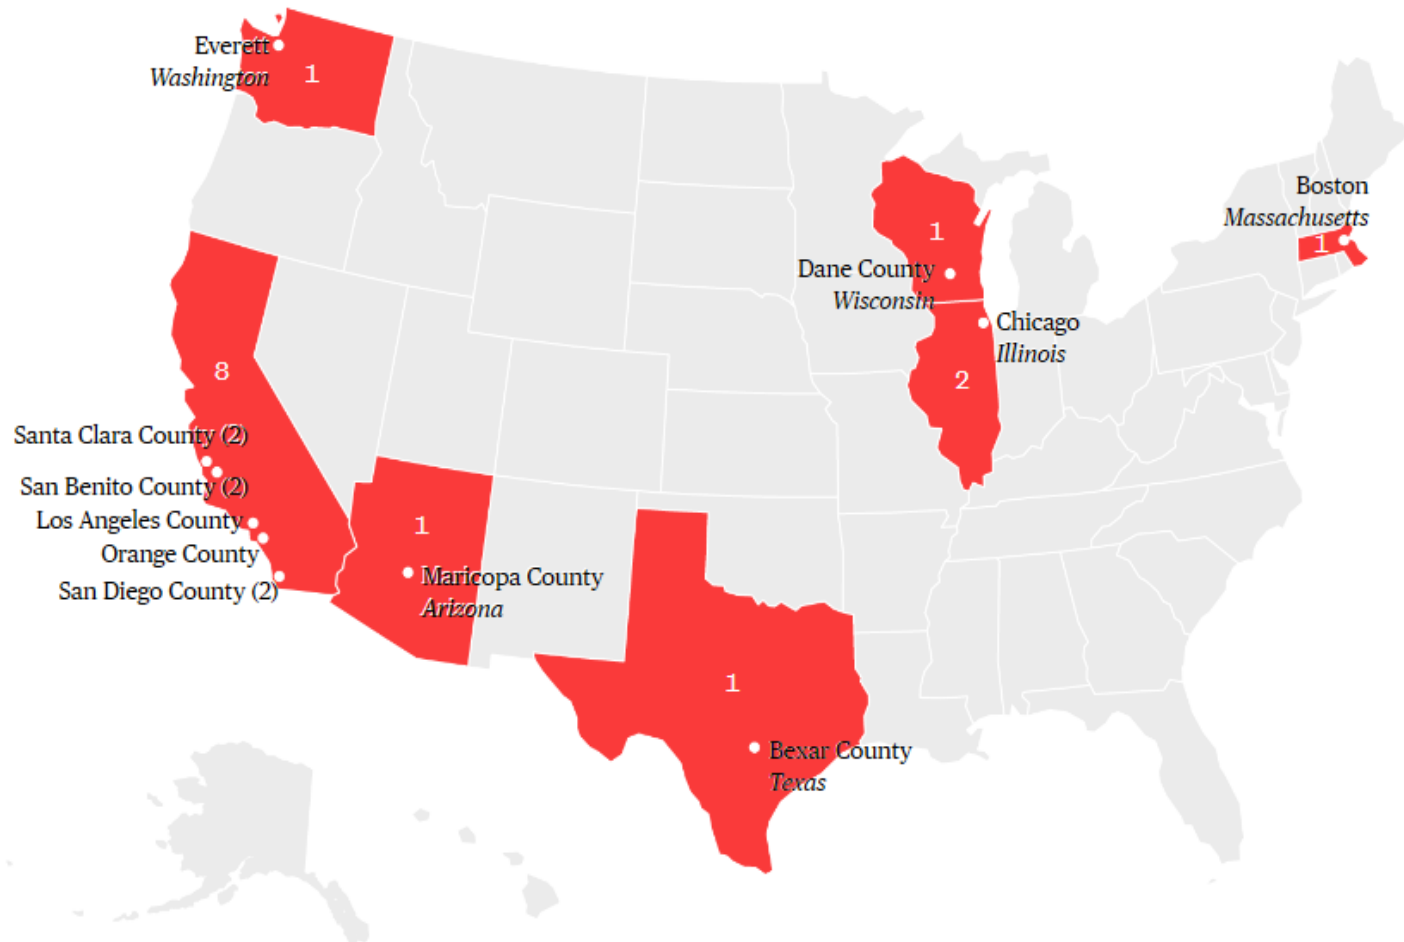 Everett
Washington
1
Boston
Massachusetts
1
1
Dane County
Wisconsin
Chicago
Illinois
2
8
Santa Clara County (2)
San Benito County (2)
Los Angeles County
Orange County
San Diego County (2)
1
Maricopa County
Arizona
1
Bexar County
Texas